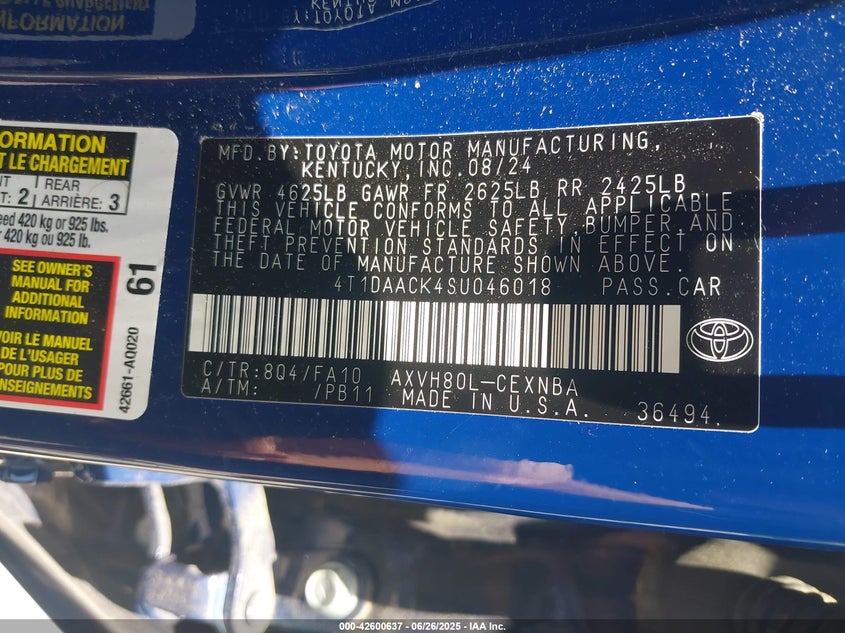 ORMATION
T LE CHARGEMENT
NT REAR
T: 2 ARRIÈRE: 3
eed 420 kg or 925 lbs.
420 kg ou 925 lb.
SEE OWNER'S
MANUAL FOR
ADDITIONAL
INFORMATION
VOIR LE MANUEL
DE L'USAGER
POUR PLUS DE
RENSEIGNEMENTS
61
42661-A0020
MFD.BY:TOYOTA MOTOR MANUFACTURING,
KENTUCKY, INC.08/24
GVWR 4625LB GAWR FR 2625LB RR 2425LB
THIS VEHICLE CONFORMS TO ALL APPLICABLE
FEDERAL MOTOR VEHICLE SAFETY,BUMPER,AND
THEFT PREVENTION STANDARDS IN EFFECT ON
THE DATE OF MANUFACTURE SHOWN ABOVE.
4T1DAACK4SU046018 PASS.CAR
C/TR:8Q4/FA10 AXVH80L-CEXNBA
A/TM: /PB11 MADE IN U.S.A. 36494.
000-42600637 - 06/26/2025 - IAA Inc.